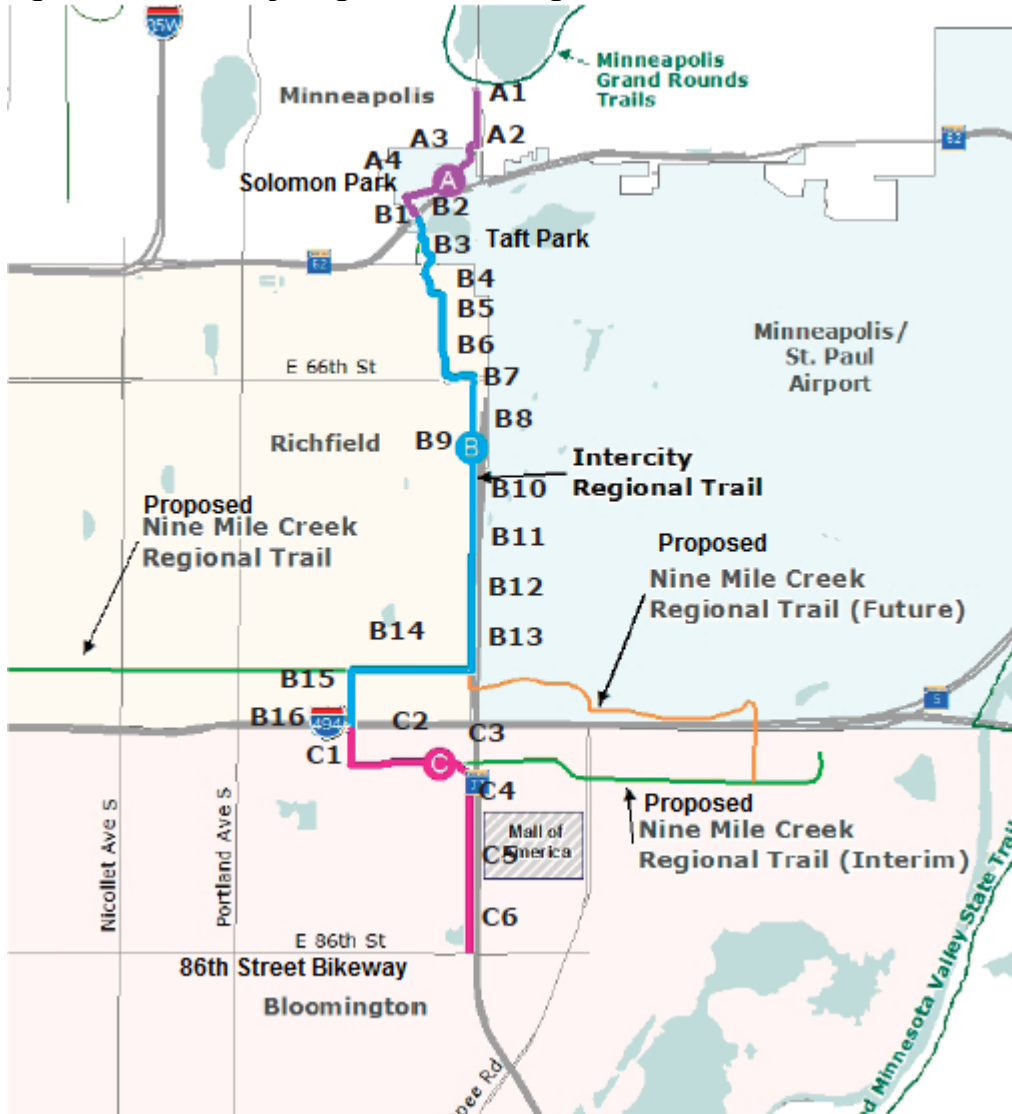 35W
Minneapolis
Grand Rounds
Trails
Minneapolis
A1
A2
A3
62
A4
Solomon Park
A
B1
B2
B3
Taft Park
62
B4
B5
B6
Minneapolis/
St. Paul
Airport
E 66th St
B7
B8
Richfield
B9
B
Intercity
Regional Trail
B10
Proposed
Nine Mile Creek
Regional Trail
B11
Proposed
Nine Mile Creek
Regional Trail (Future)
B12
B13
B14
B15
B16
494
C2
C3
5
C1
C
C4
Proposed
Nine Mile Creek
Regional Trail (Interim)
Mall of
America
C5
C6
Nicollet Ave S
Portland Ave S
E 86th St
86th Street Bikeway
Bloomington
pee Rd
Minnesota Valley State Trail